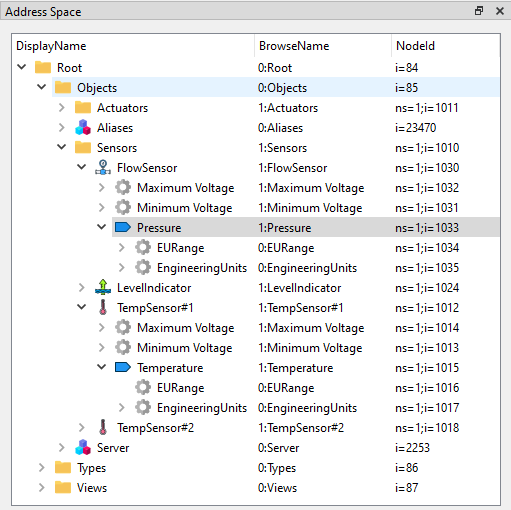 Address Space
DisplayName BrowseName NodeId
Root 0:Root i=84
Objects 0:Objects i=85
Actuators 1:Actuators ns=1;i=1011
Aliases 0:Aliases i=23470
Sensors 1:Sensors ns=1;i=1010
FlowSensor 1:FlowSensor ns=1;i=1030
Maximum Voltage 1:Maximum Voltage ns=1;i=1032
Minimum Voltage 1:Minimum Voltage ns=1;i=1031
Pressure 1:Pressure ns=1;i=1033
EURange 0:EURange ns=1;i=1034
EngineeringUnits 0:EngineeringUnits ns=1;i=1035
LevelIndicator 1:LevelIndicator ns=1;i=1024
TempSensor#1 1:TempSensor#1 ns=1;i=1012
Maximum Voltage 1:Maximum Voltage ns=1;i=1014
Minimum Voltage 1:Minimum Voltage ns=1;i=1013
Temperature 1:Temperature ns=1;i=1015
EURange 0:EURange ns=1;i=1016
EngineeringUnits 0:EngineeringUnits ns=1;i=1017
TempSensor#2 1:TempSensor#2 ns=1;i=1018
Server 0:Server i=2253
Types 0:Types i=86
Views 0:Views i=87